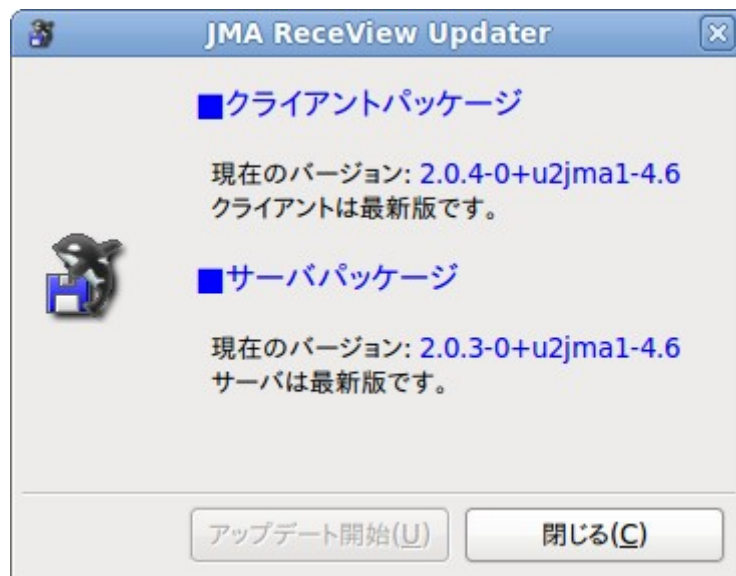 JMA ReceView Updater
■クライアントパッケージ
現在のバージョン: 2.0.4-0+u2jma1-4.6
クライアントは最新版です。
■サーバパッケージ
現在のバージョン: 2.0.3-0+u2jma1-4.6
サーバは最新版です。
アップデート開始(U) 閉じる(C)